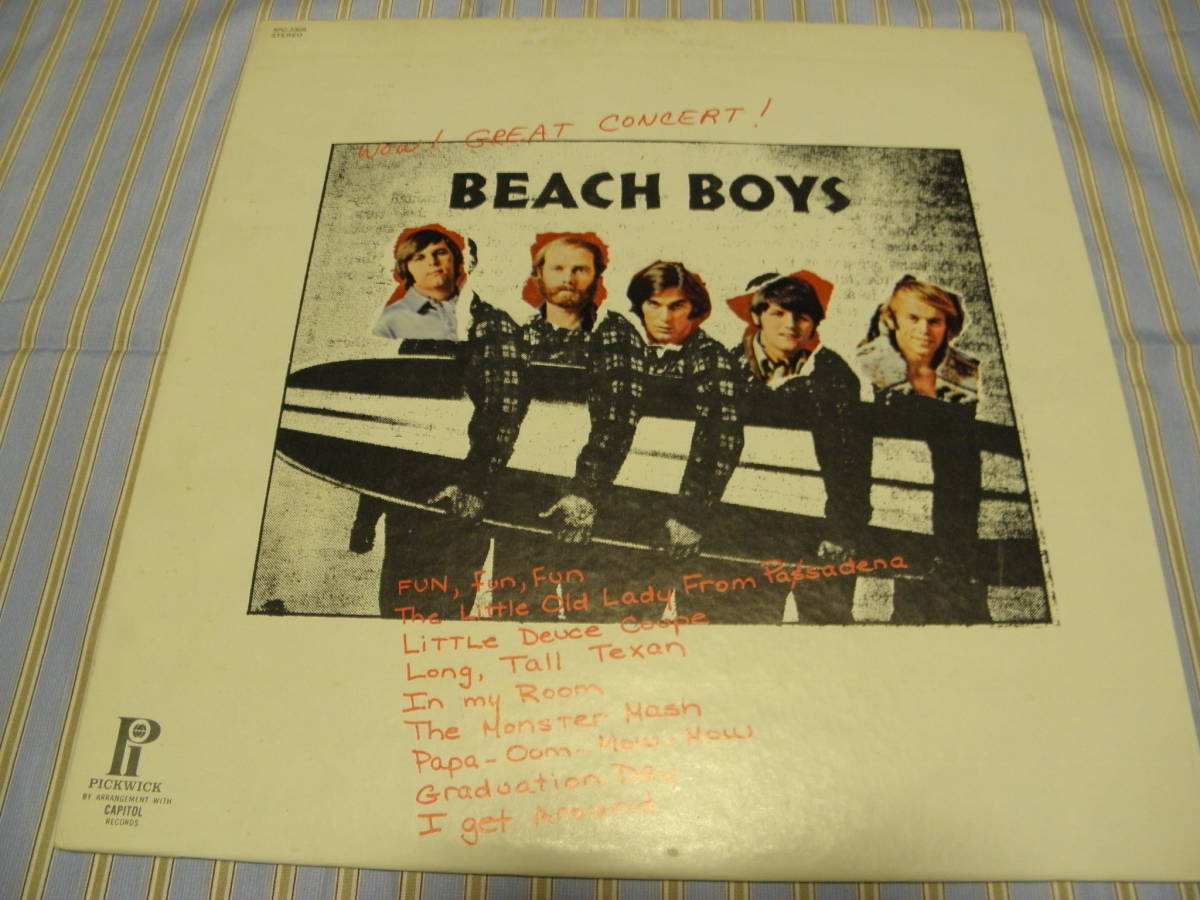 STEREO
WOW! GREAT CONCERT!
BEACH BOYS
FUN, fun, Fun
The Little Old Lady From Passadena
LiTTLe Deuce Coupe
Long, Tall Texan
In my Room
The Monster Mash
Papa-Oom-Mow-Mow
Graduation Day
I get Around
Pi
PICKWICK
BY ARRANGEMENT WITH
CAPITOL
RECORDS